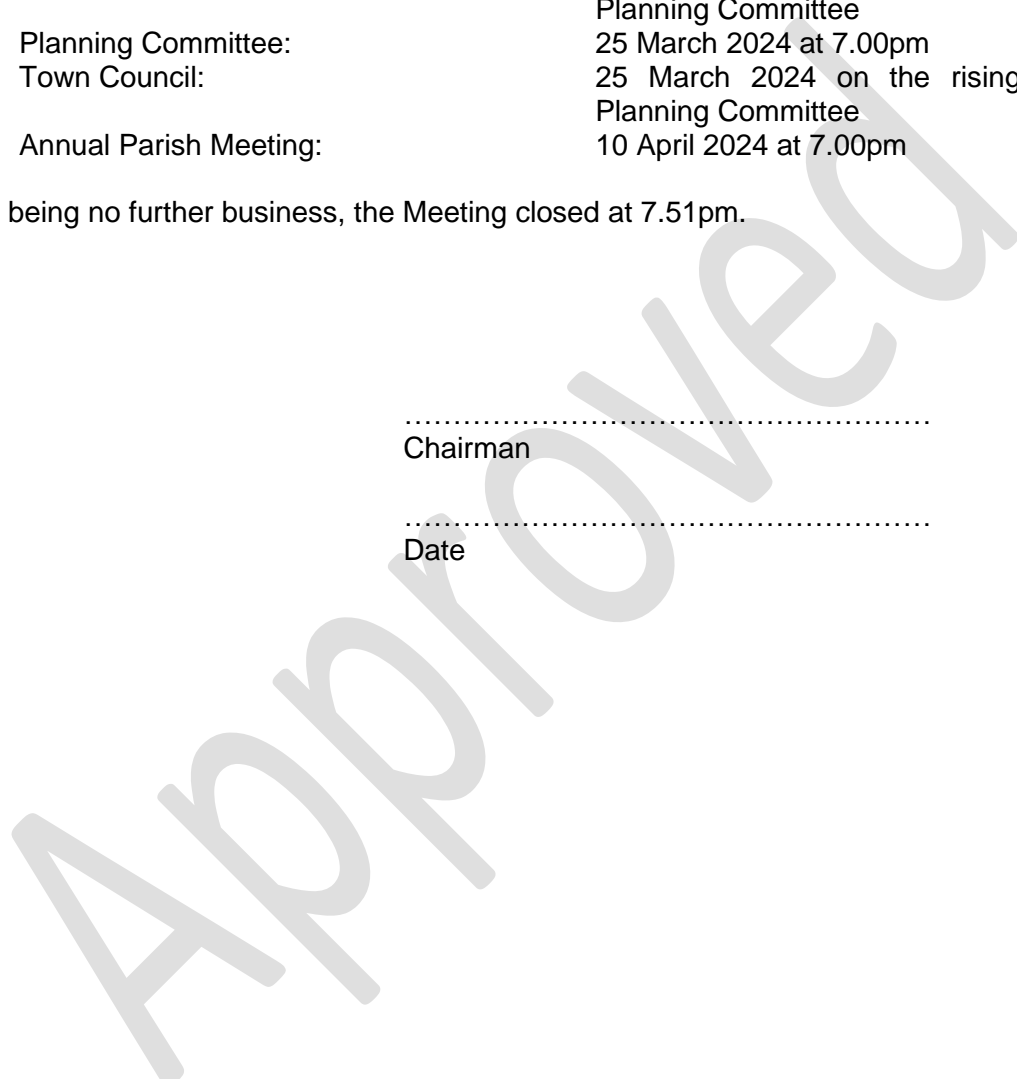 Planning Committee
Planning Committee: 25 March 2024 at 7.00pm
Town Council: 25 March 2024 on the rising
Planning Committee
Annual Parish Meeting: 10 April 2024 at 7.00pm
being no further business, the Meeting closed at 7.51pm.
………………………………………………
Chairman
………………………………………………
Date
Approved